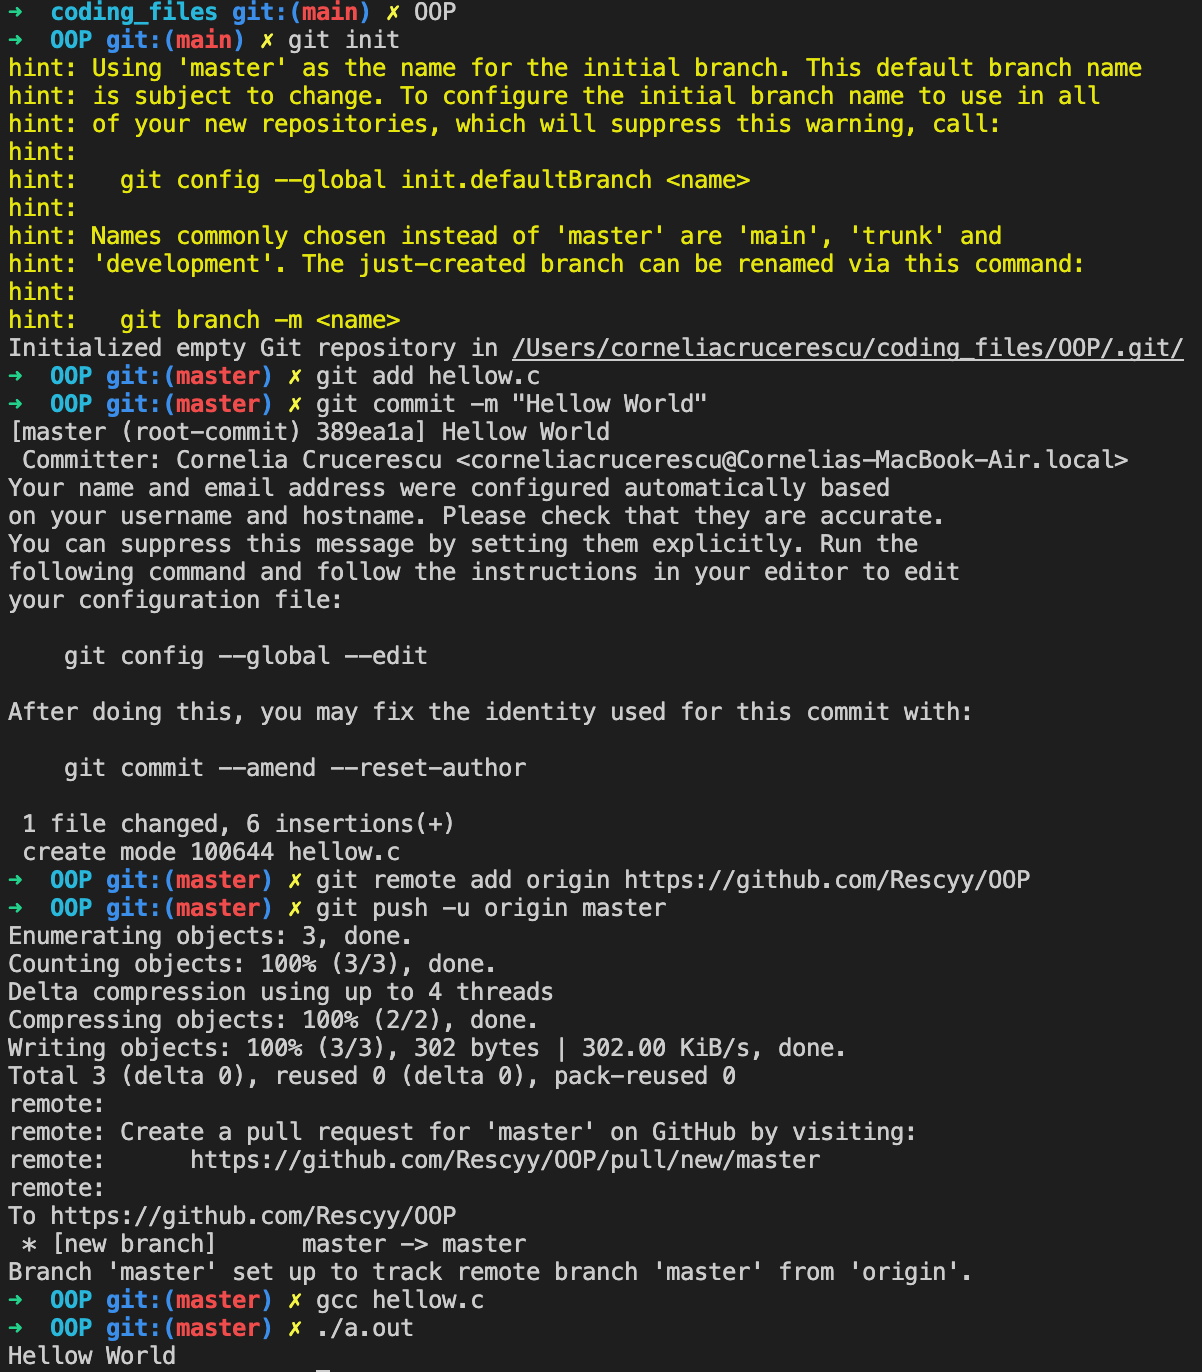 ➜  coding_files git:(main) ✗ OOP
➜  OOP git:(main) ✗ git init
hint: Using 'master' as the name for the initial branch. This default branch name
hint: is subject to change. To configure the initial branch name to use in all
hint: of your new repositories, which will suppress this warning, call:
hint:
hint:   git config --global init.defaultBranch <name>
hint:
hint: Names commonly chosen instead of 'master' are 'main', 'trunk' and
hint: 'development'. The just-created branch can be renamed via this command:
hint:
hint:   git branch -m <name>
Initialized empty Git repository in /Users/corneliacrucerescu/coding_files/OOP/.git/
➜  OOP git:(master) ✗ git add hellow.c
➜  OOP git:(master) ✗ git commit -m "Hellow World"
[master (root-commit) 389ea1a] Hellow World
 Committer: Cornelia Crucerescu <corneliacrucerescu@Cornelias-MacBook-Air.local>
Your name and email address were configured automatically based
on your username and hostname. Please check that they are accurate.
You can suppress this message by setting them explicitly. Run the
following command and follow the instructions in your editor to edit
your configuration file:

    git config --global --edit

After doing this, you may fix the identity used for this commit with:

    git commit --amend --reset-author

 1 file changed, 6 insertions(+)
 create mode 100644 hellow.c
➜  OOP git:(master) ✗ git remote add origin https://github.com/Rescyy/OOP
➜  OOP git:(master) ✗ git push -u origin master
Enumerating objects: 3, done.
Counting objects: 100% (3/3), done.
Delta compression using up to 4 threads
Compressing objects: 100% (2/2), done.
Writing objects: 100% (3/3), 302 bytes | 302.00 KiB/s, done.
Total 3 (delta 0), reused 0 (delta 0), pack-reused 0
remote:
remote: Create a pull request for 'master' on GitHub by visiting:
remote:      https://github.com/Rescyy/OOP/pull/new/master
remote:
To https://github.com/Rescyy/OOP
 * [new branch]      master -> master
Branch 'master' set up to track remote branch 'master' from 'origin'.
➜  OOP git:(master) ✗ gcc hellow.c
➜  OOP git:(master) ✗ ./a.out
Hellow World